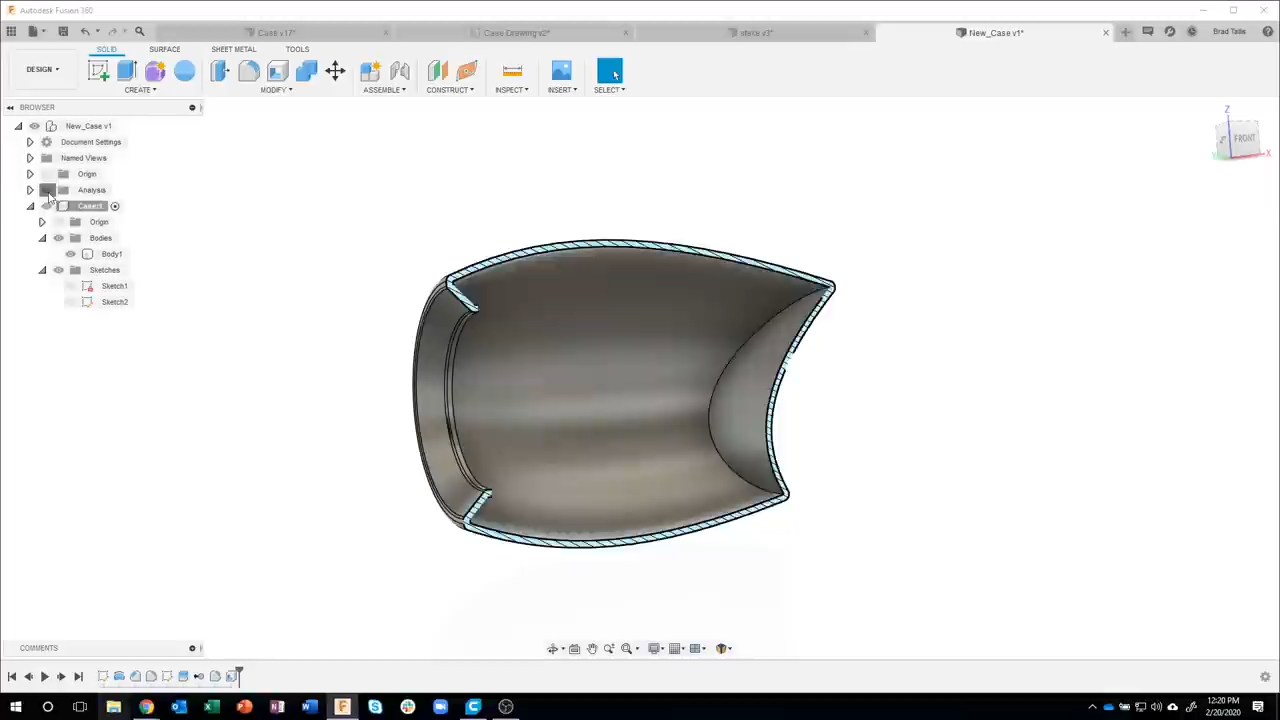 Autodesk Fusion 360
Case v17*
Case Drawing v2*
New_Case v1*
Brad Tallis
SOLID SURFACE SHEET METAL TOOLS
DESIGN
CREATE MODIFY ASSEMBLE CONSTRUCT INSPECT INSERT SELECT
BROWSER
New_Case v1
Document Settings
Named Views
Origin
Analysis
Case:1
Origin
Bodies
Body1
Sketches
Sketch1
Sketch2
Z
FRONT
X
COMMENTS
12:20 PM
2/20/2020